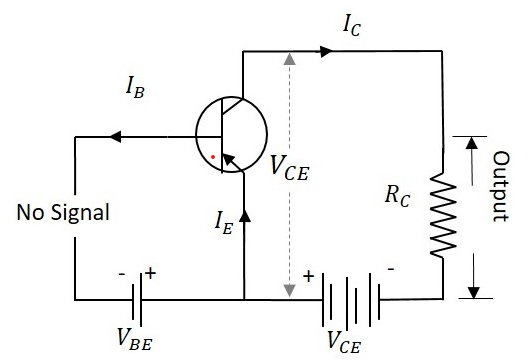 I_C
I_B
V_CE
No Signal
I_E
R_C
Output
- +
V_BE
+ -
V_CE